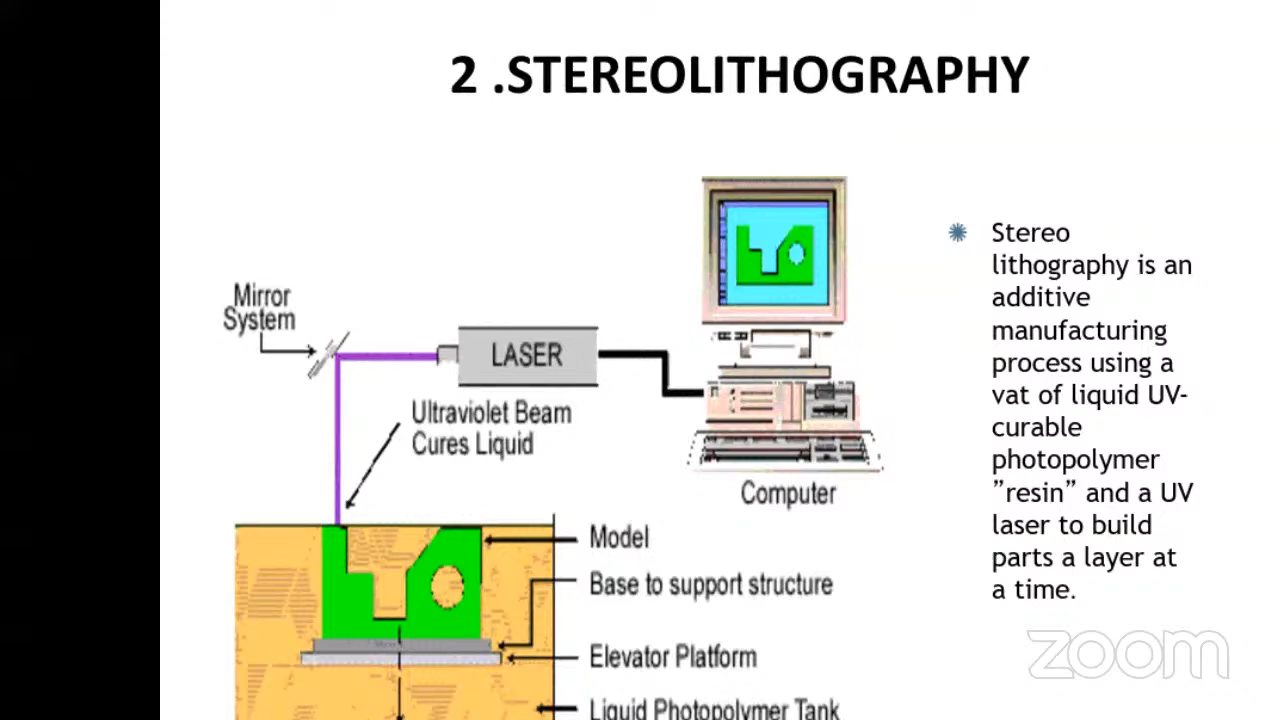 2 .STEREOLITHOGRAPHY
Mirror
System
LASER
Ultraviolet Beam
Cures Liquid
Computer
Model
Base to support structure
Elevator Platform
Liquid Photopolymer Tank
Stereo
lithography is an
additive
manufacturing
process using a
vat of liquid UV-
curable
photopolymer
”resin” and a UV
laser to build
parts a layer at
a time.
zoom